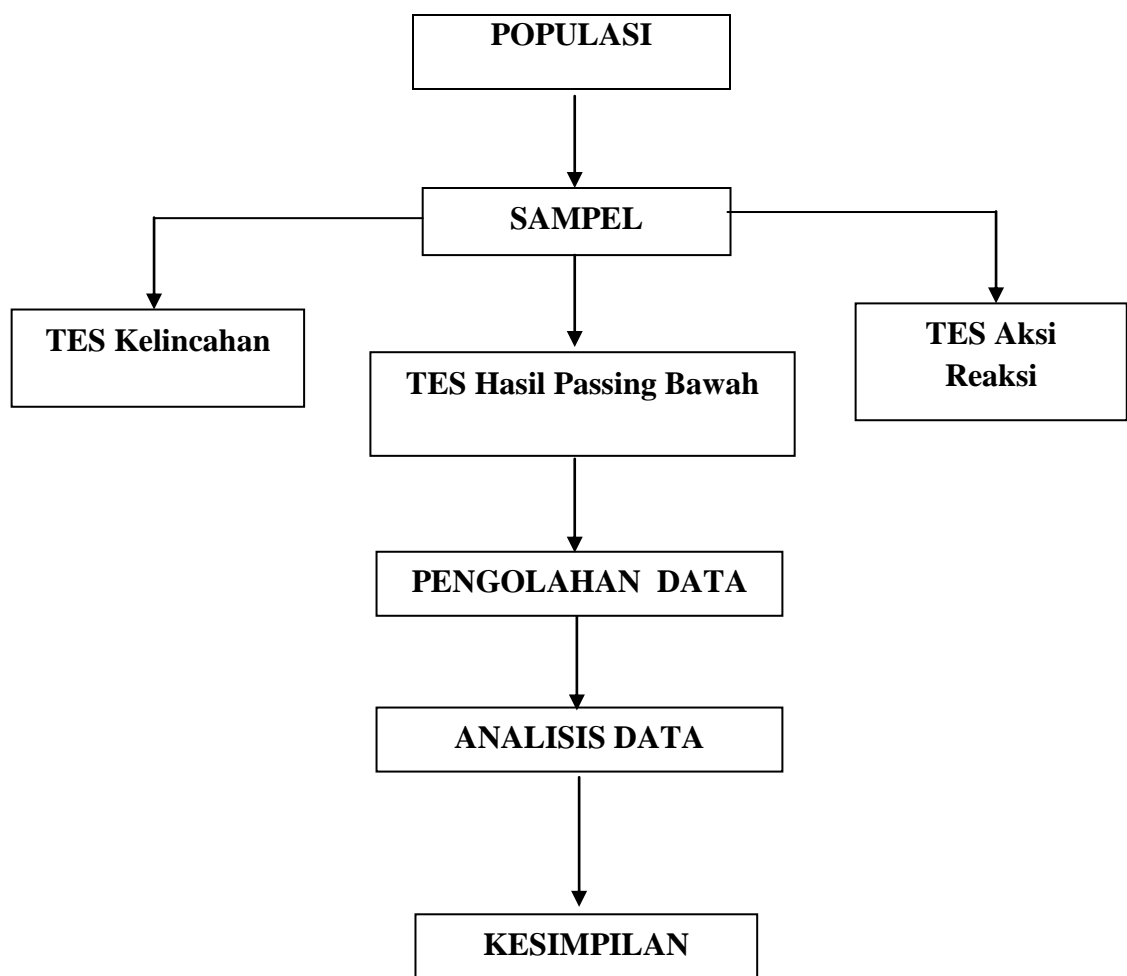 POPULASI
SAMPEL
TES Kelincahan
TES Hasil Passing Bawah
TES Aksi
Reaksi
PENGOLAHAN DATA
ANALISIS DATA
KESIMPILAN